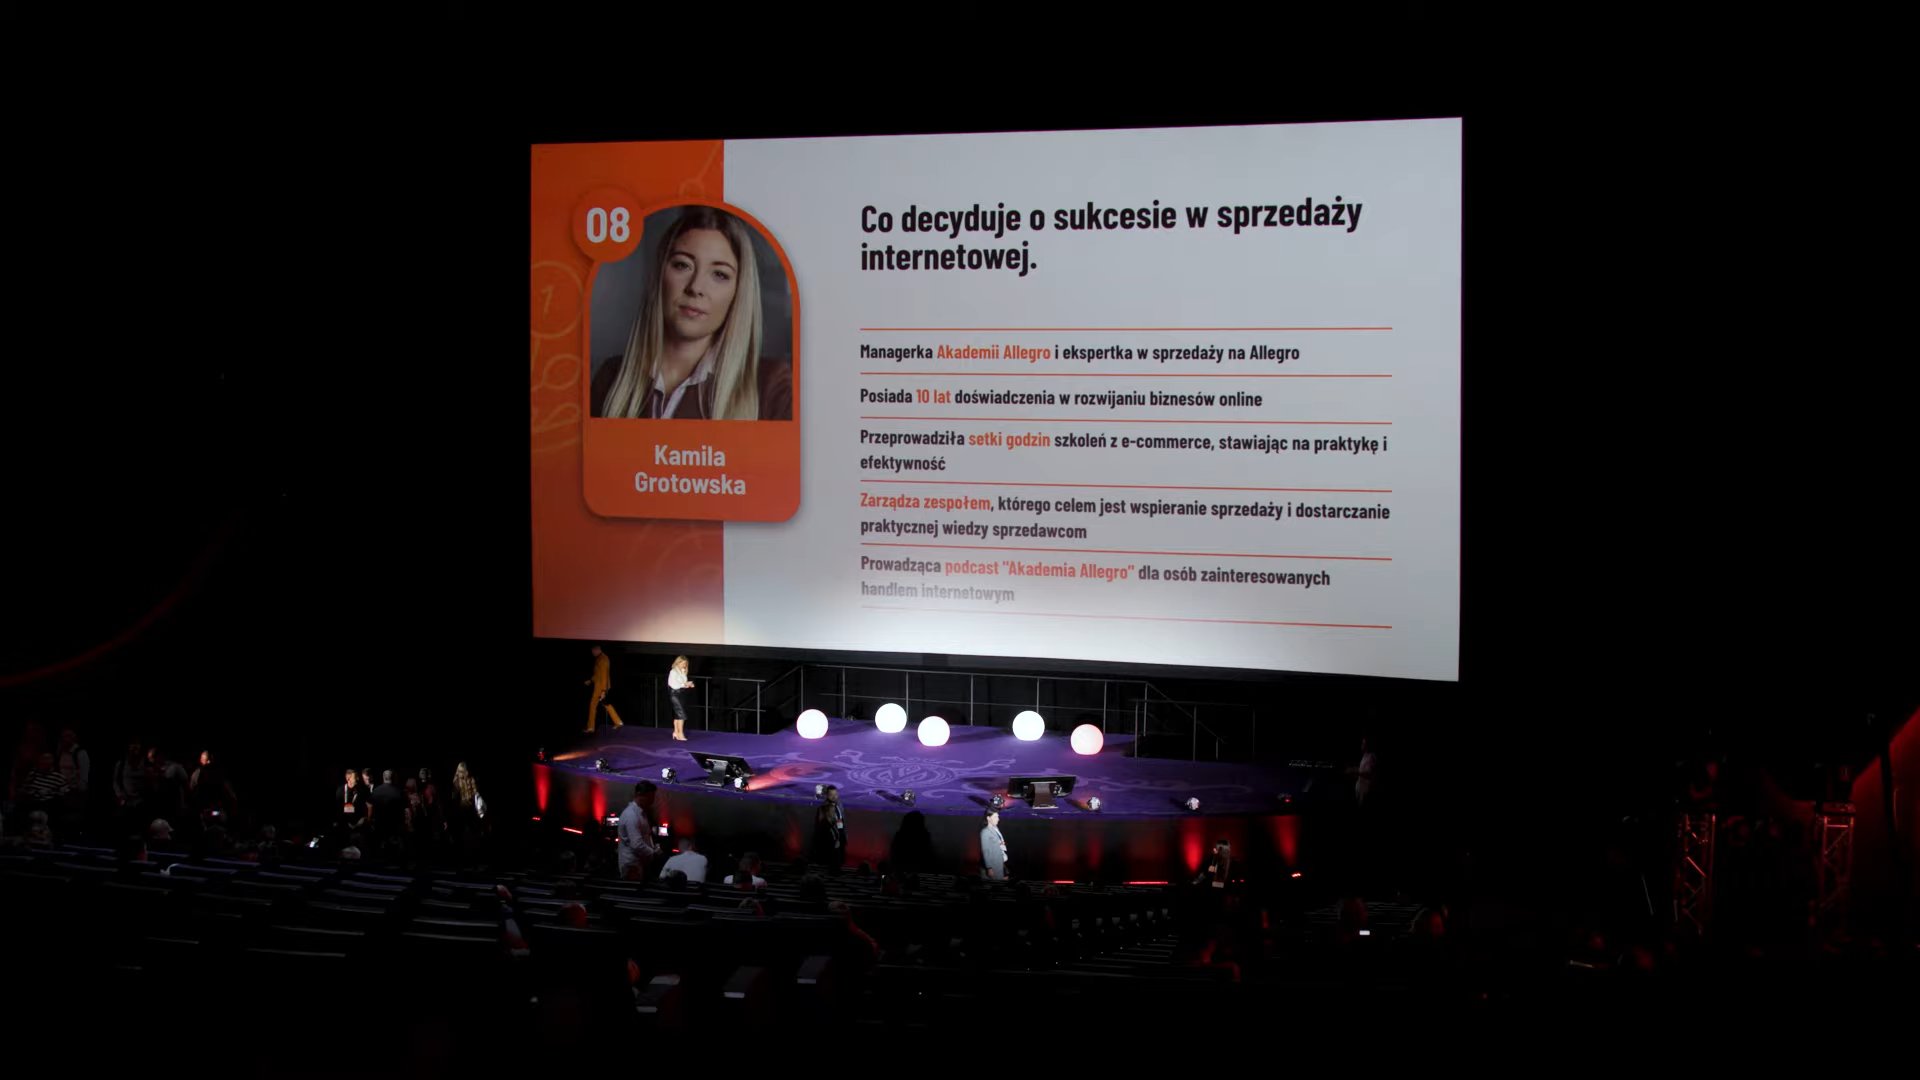 08
Kamila
Grotowska
Co decyduje o sukcesie w sprzedaży
internetowej.
Managerka Akademii Allegro i ekspertka w sprzedaży na Allegro
Posiada 10 lat doświadczenia w rozwijaniu biznesów online
Przeprowadziła setki godzin szkoleń z e-commerce, stawiając na praktykę i
efektywność
Zarządza zespołem, którego celem jest wspieranie sprzedaży i dostarczanie
praktycznej wiedzy sprzedawcom
Prowadząca podcast "Akademia Allegro" dla osób zainteresowanych
handlem internetowym